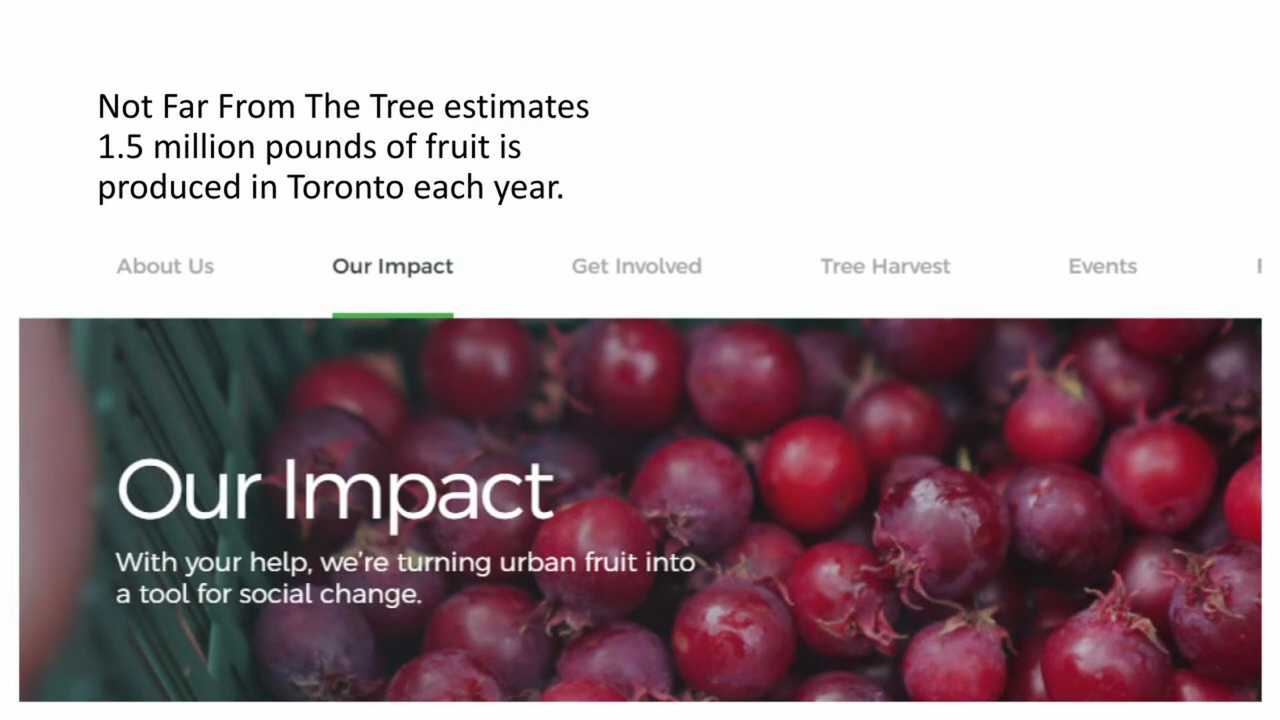 Not Far From The Tree estimates
1.5 million pounds of fruit is
produced in Toronto each year.
About Us Our Impact Get Involved Tree Harvest Events
Our Impact
With your help, we're turning urban fruit into
a tool for social change.